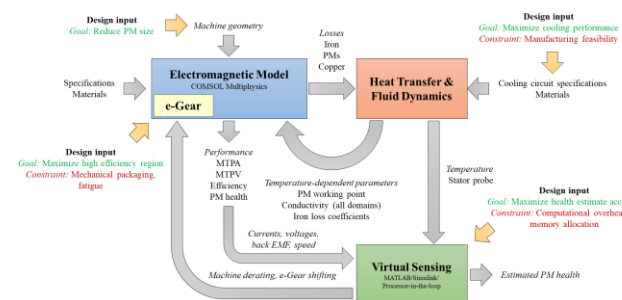 Design input
Goal: Reduce PM size
Machine geometry
Specifications
Materials
Electromagnetic Model
COMSOL Multiphysics
e-Gear
Design input
Goal: Maximize high efficiency region
Constraint: Mechanical packaging,
fatigue
Losses
Iron
PMs
Copper
Heat Transfer &
Fluid Dynamics
Design input
Goal: Maximize cooling performance
Constraint: Manufacturing feasibility
Cooling circuit specifications
Materials
Performance
MTPA
MTPV
Efficiency
PM health
Temperature-dependent parameters
PM working point
Conductivity (all domains)
Iron loss coefficients
Temperature
Stator probe
Design input
Goal: Maximize health estimate acc
Constraint: Computational overhea
memory allocation
Currents, voltages,
back EMF, speed
Machine derating, e-Gear shifting
Virtual Sensing
MATLAB/Simulink/
Processor-in-the-loop
Estimated PM health